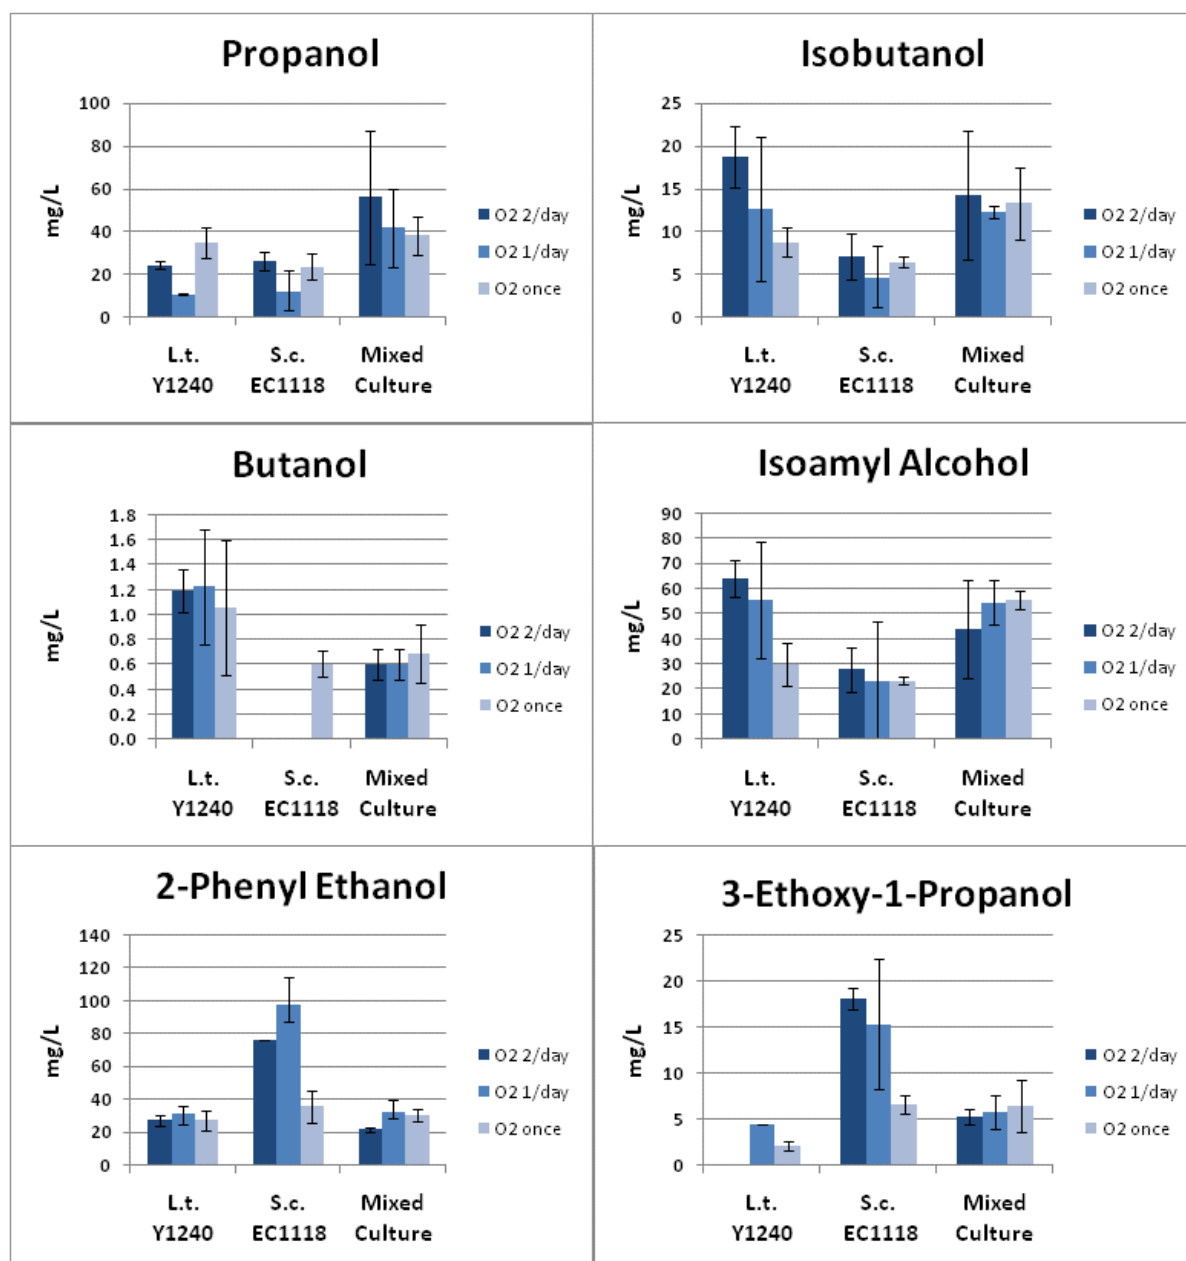 Propanol
100
80
60
40
20
0
mg/L
L.t.
Y1240
S.c.
EC1118
Mixed
Culture
O2 2/day
O2 1/day
O2 once
Isobutanol
25
20
15
10
5
0
mg/L
L.t.
Y1240
S.c.
EC1118
Mixed
Culture
O2 2/day
O2 1/day
O2 once
Butanol
1.8
1.6
1.4
1.2
1.0
0.8
0.6
0.4
0.2
0.0
mg/L
L.t.
Y1240
S.c.
EC1118
Mixed
Culture
O2 2/day
O2 1/day
O2 once
Isoamyl Alcohol
90
80
70
60
50
40
30
20
10
0
mg/L
L.t.
Y1240
S.c.
EC1118
Mixed
Culture
O2 2/day
O2 1/day
O2 once
2-Phenyl Ethanol
140
120
100
80
60
40
20
0
mg/L
L.t.
Y1240
S.c.
EC1118
Mixed
Culture
O2 2/day
O2 1/day
O2 once
3-Ethoxy-1-Propanol
25
20
15
10
5
0
mg/L
L.t.
Y1240
S.c.
EC1118
Mixed
Culture
O2 2/day
O2 1/day
O2 once